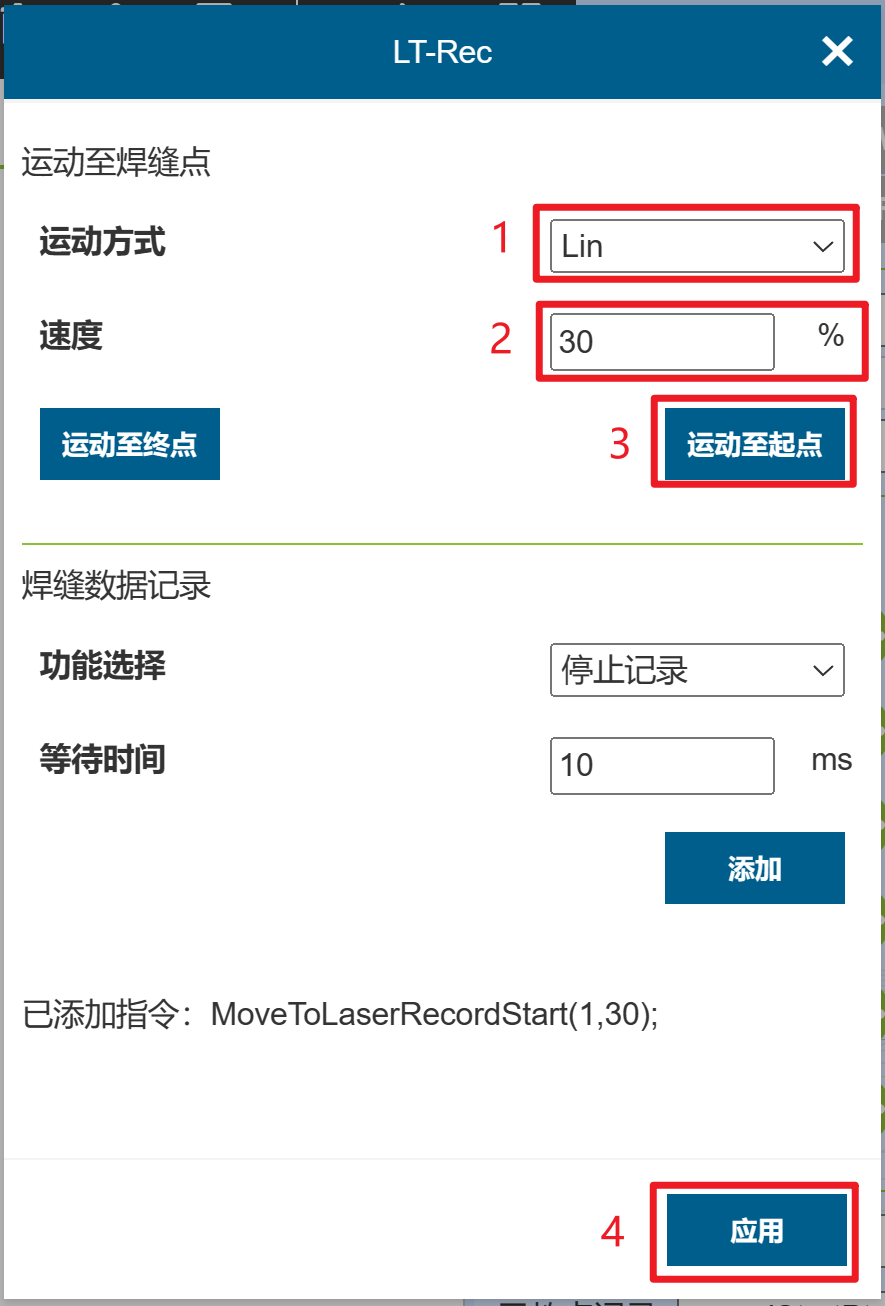 LT-Rec
运动至焊缝点
运动方式 1 Lin
速度 2 30 %
运动至终点 3 运动至起点
焊缝数据记录
功能选择 停止记录
等待时间 10 ms
添加
已添加指令：MoveToLaserRecordStart(1,30);
4 应用